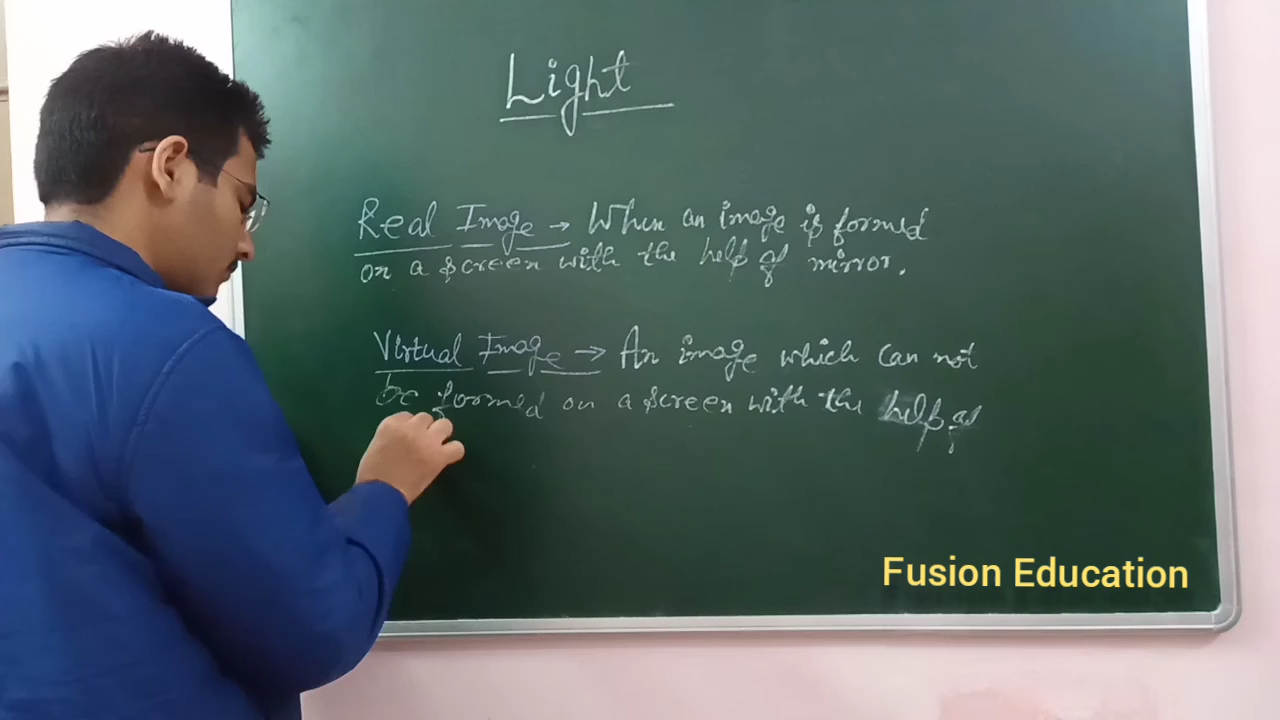 Light
Real Image → When an image is formed
on a screen with the help of mirror.
Virtual Image → An image which can not
be formed on a screen with the help of
Fusion Education